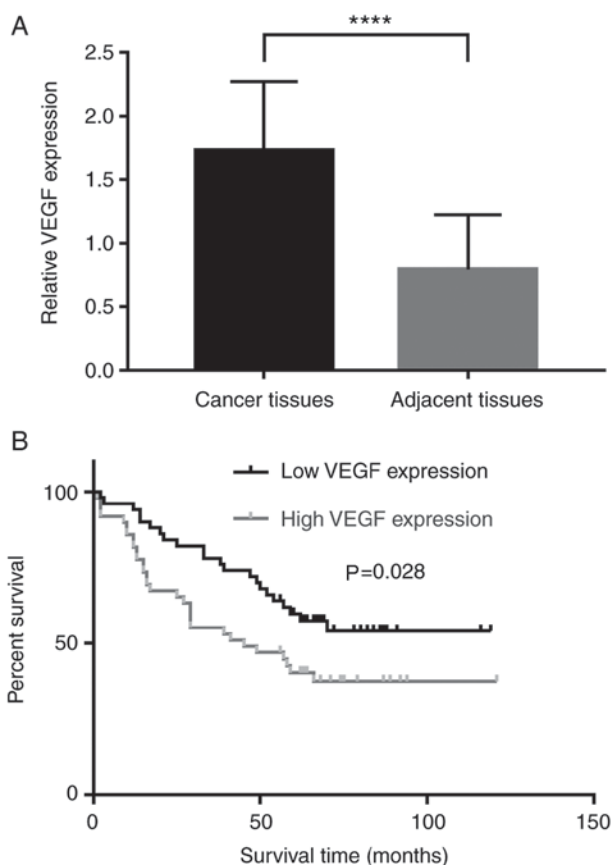 A
****
Relative VEGF expression
2.5
2.0
1.5
1.0
0.5
0.0
Cancer tissues
Adjacent tissues
B
Low VEGF expression
High VEGF expression
P=0.028
Percent survival
100
50
0
0
50
100
150
Survival time (months)